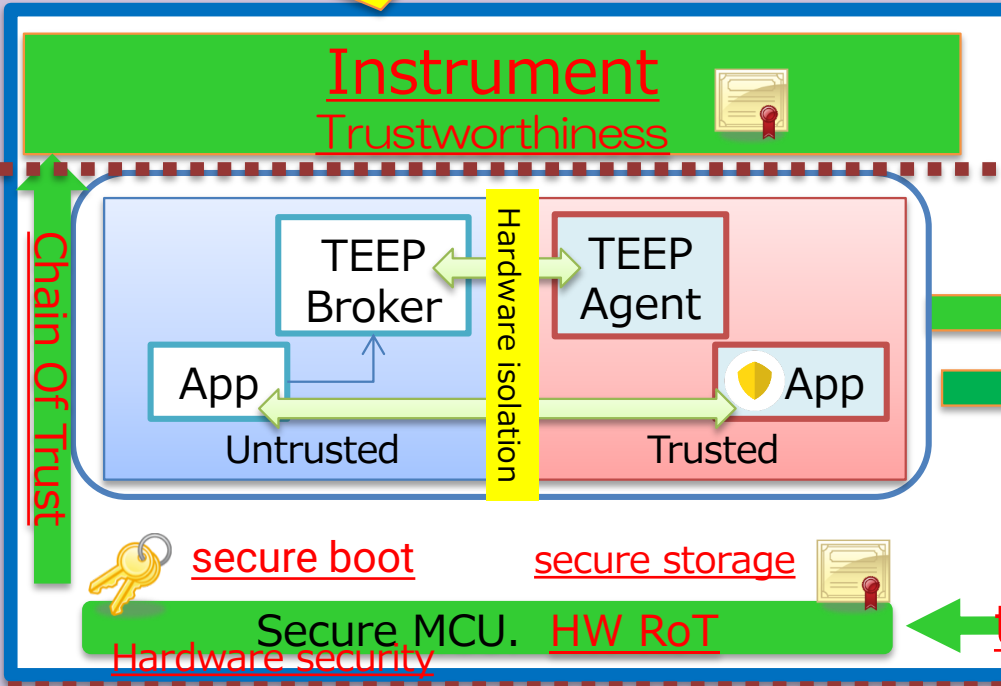 Instrument
Trustworthiness
Chain Of Trust
TEEP
Broker
Hardware isolation
TEEP
Agent
App
App
Untrusted
Trusted
secure boot
secure storage
Secure MCU. HW RoT
Hardware security